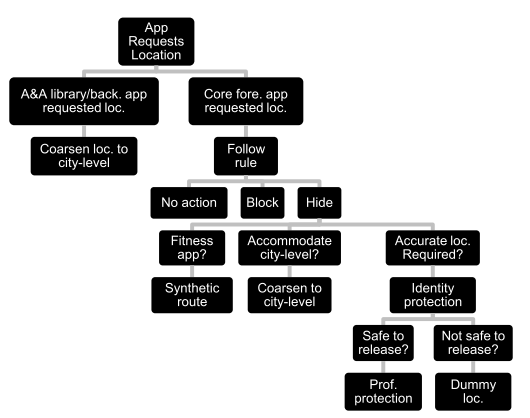 App
Requests
Location
A&A library/back. app
requested loc.
Core fore. app
requested loc.
Coarsen loc. to
city-level
Follow
rule
No action
Block
Hide
Fitness
app?
Accommodate
city-level?
Accurate loc.
Required?
Synthetic
route
Coarsen to
city-level
Identity
protection
Safe to
release?
Not safe to
release?
Prof.
protection
Dummy
loc.